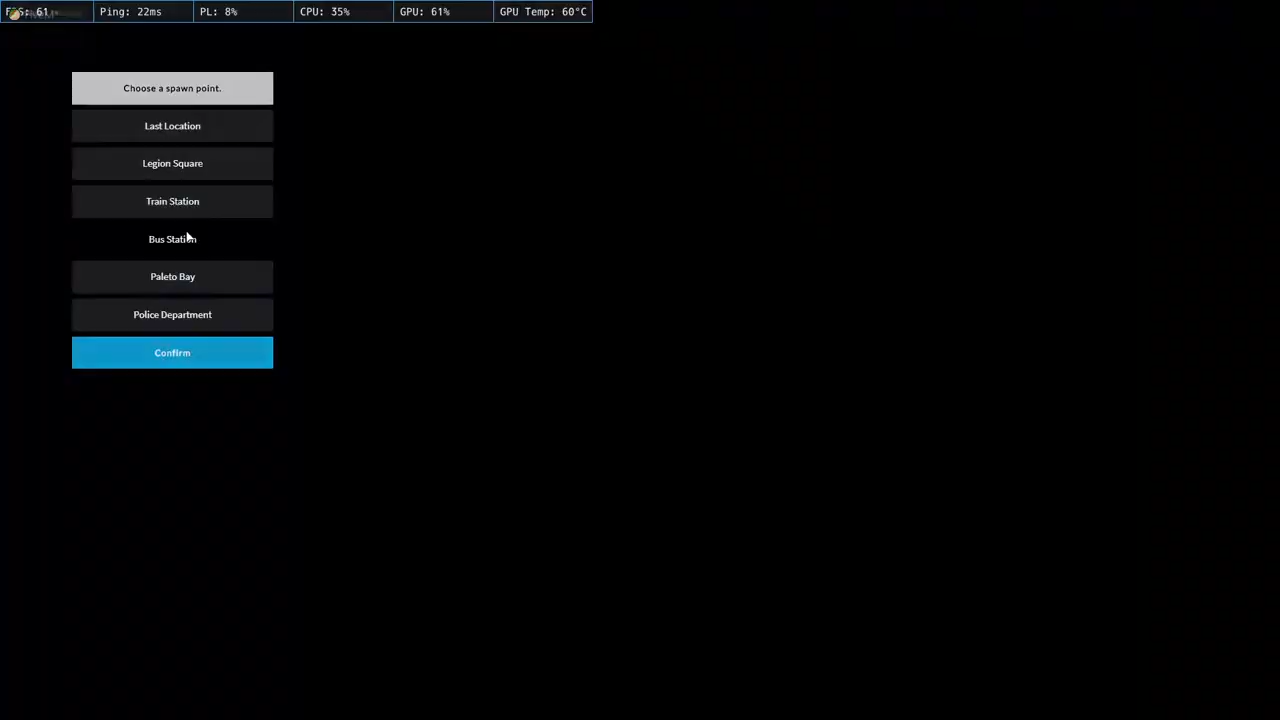 FPS: 61
Ping: 22ms
PL: 8%
CPU: 35%
GPU: 61%
GPU Temp: 60°C
Choose a spawn point.
Last Location
Legion Square
Train Station
Bus Station
Paleto Bay
Police Department
Confirm